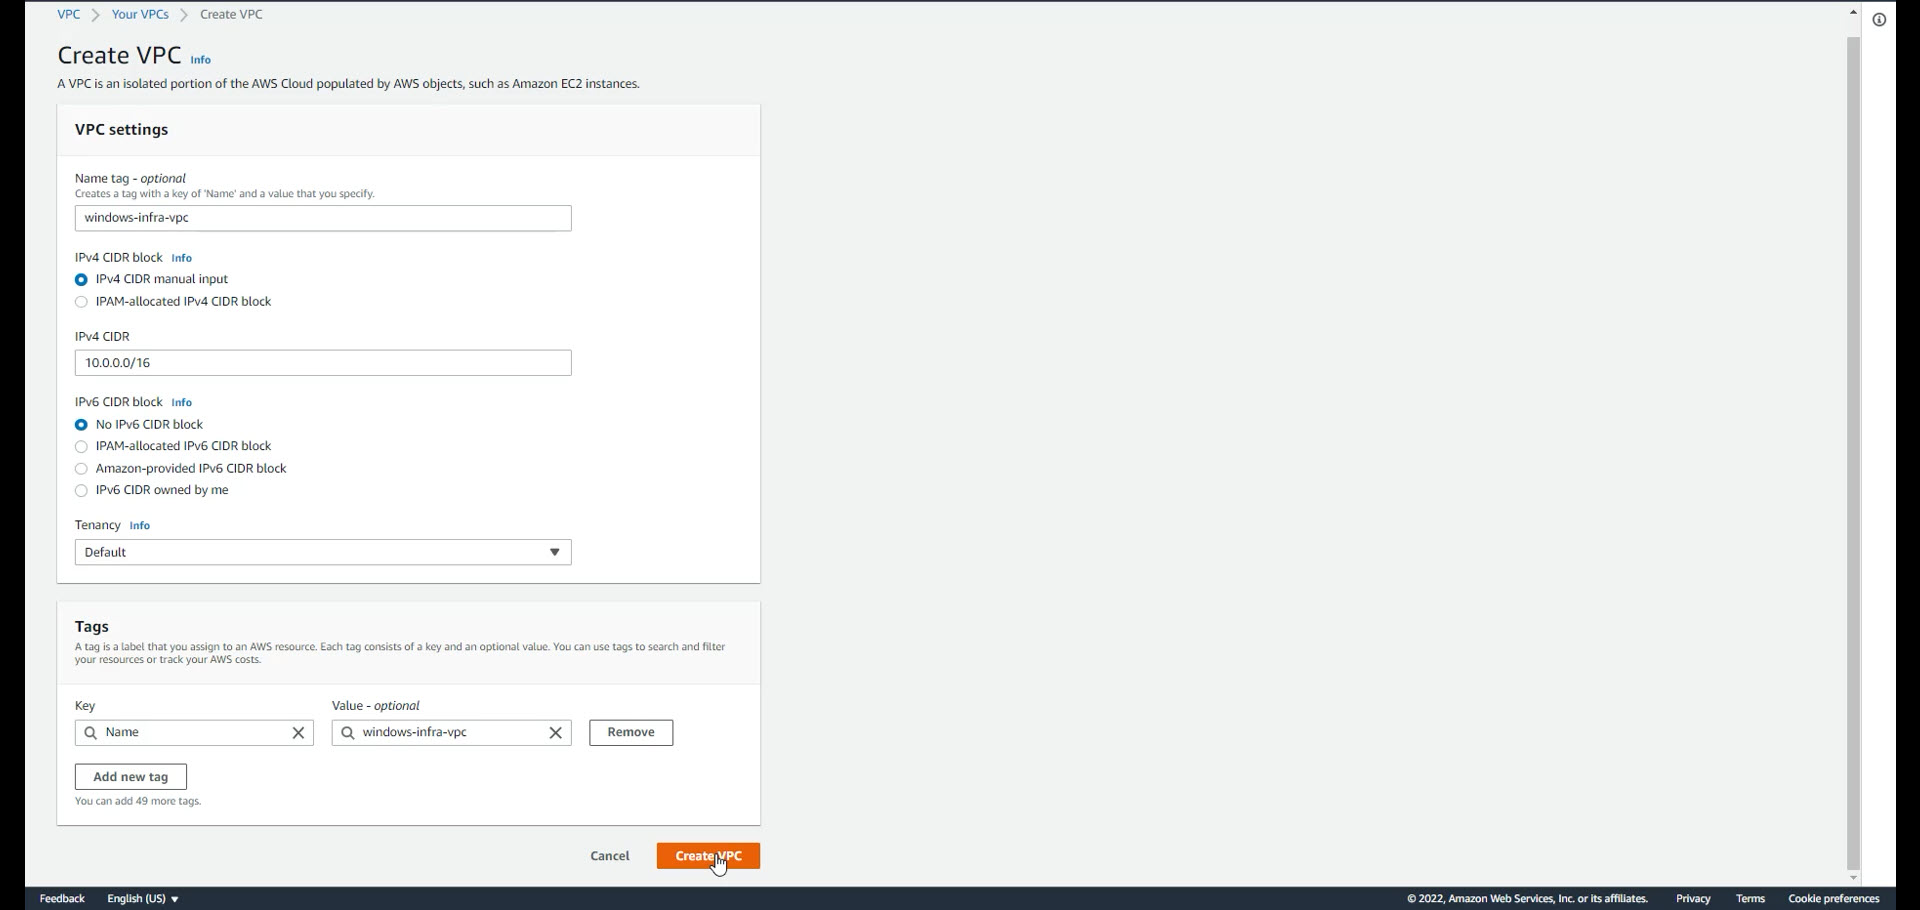 VPC > Your VPCs > Create VPC
Create VPC Info
A VPC is an isolated portion of the AWS Cloud populated by AWS objects, such as Amazon EC2 instances.
VPC settings
Name tag - optional
Creates a tag with a key of 'Name' and a value that you specify.
windows-infra-vpc
IPv4 CIDR block Info
IPv4 CIDR manual input
IPAM-allocated IPv4 CIDR block
IPv4 CIDR
10.0.0.0/16
IPv6 CIDR block Info
No IPv6 CIDR block
IPAM-allocated IPv6 CIDR block
Amazon-provided IPv6 CIDR block
IPv6 CIDR owned by me
Tenancy Info
Default
Tags
A tag is a label that you assign to an AWS resource. Each tag consists of a key and an optional value. You can use tags to search and filter
your resources or track your AWS costs.
Key Value - optional
Name windows-infra-vpc Remove
Add new tag
You can add 49 more tags.
Cancel Create VPC
Feedback English (US) © 2022, Amazon Web Services, Inc. or its affiliates. Privacy Terms Cookie preferences